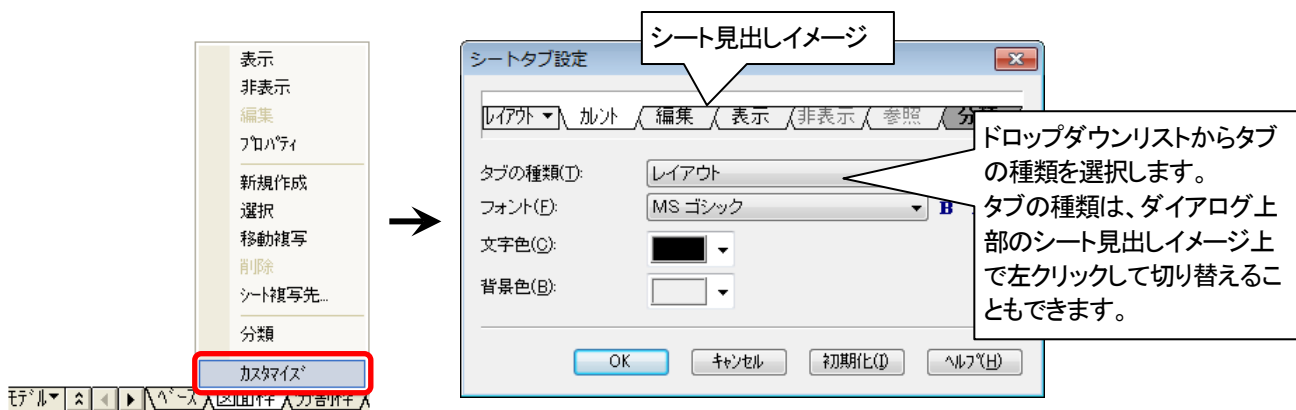 表示
非表示
編集
ﾌﾟﾛﾊﾟﾃｨ
新規作成
選択
移動複写
削除
ｼｰﾄ複写先...
分類
ｶｽﾀﾏｲｽﾞ
ﾓﾃﾞﾙ
ﾍﾞｰｽ
図面枠
分割枠
シート見出しイメージ
シートタブ設定
ﾚｲｱｳﾄ
ｶﾚﾝﾄ
編集
表示
非表示
参照
タブの種類(T):
レイアウト
フォント(F):
MS ゴシック
B
文字色(C):
背景色(B):
ドロップダウンリストからタブ
の種類を選択します。
タブの種類は、ダイアログ上
部のシート見出しイメージ上
で左クリックして切り替えるこ
ともできます。
OK
ｷｬﾝｾﾙ
初期化(I)
ﾍﾙﾌﾟ(H)